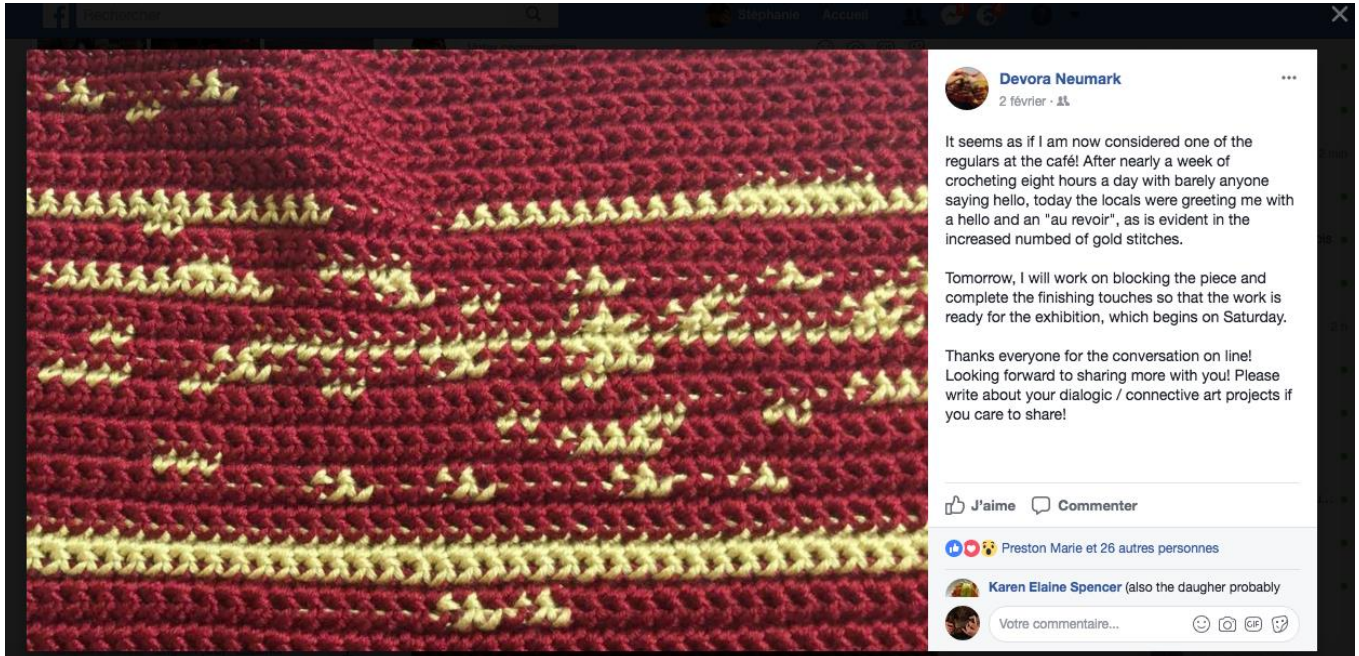 Rechercher
Stéphanie Accueil
Devora Neumark
2 février ·
It seems as if I am now considered one of the
regulars at the café! After nearly a week of
crocheting eight hours a day with barely anyone
saying hello, today the locals were greeting me with
a hello and an "au revoir", as is evident in the
increased numbed of gold stitches.
Tomorrow, I will work on blocking the piece and
complete the finishing touches so that the work is
ready for the exhibition, which begins on Saturday.
Thanks everyone for the conversation on line!
Looking forward to sharing more with you! Please
write about your dialogic / connective art projects if
you care to share!
J'aime Commenter
Preston Marie et 26 autres personnes
Karen Elaine Spencer (also the daugher probably
Votre commentaire... GIF